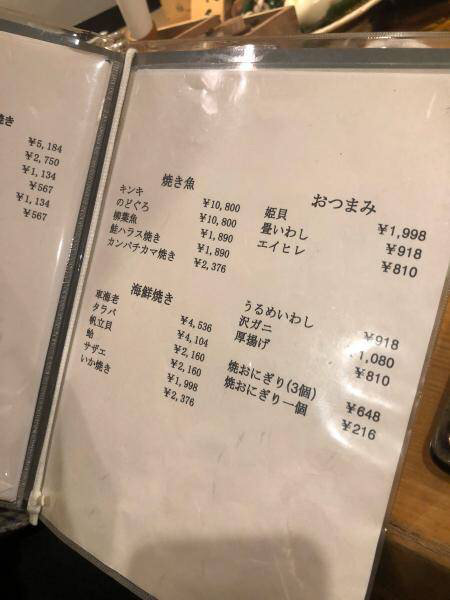 焼き
¥5,184
¥2,750
¥1,134
¥567
¥1,134
¥567
焼き魚
キンキ ¥10,800
のどぐろ ¥10,800
柳葉魚 ¥1,890
鮭ハラス焼き ¥1,890
カンパチカマ焼き ¥2,376
海鮮焼き
車海老 ¥4,536
タラバ ¥4,104
帆立貝 ¥2,160
蛤 ¥2,160
サザエ ¥1,998
いか焼き ¥2,376
おつまみ
姫貝 ¥1,998
畳いわし ¥918
エイヒレ ¥810
うるめいわし ¥918
沢ガニ ¥1,080
厚揚げ ¥810
焼おにぎり(3個) ¥648
焼おにぎり一個 ¥216